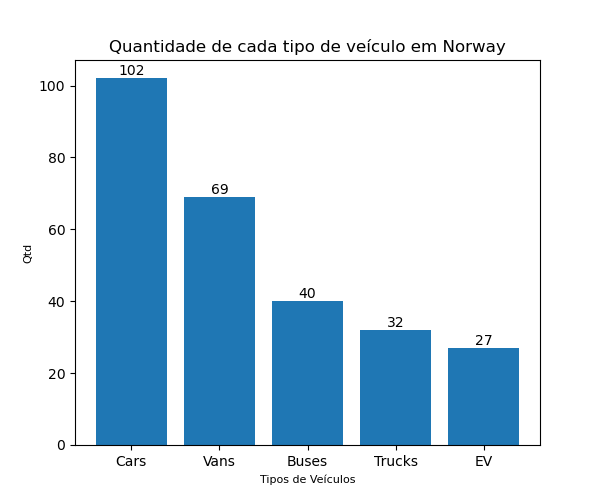 Quantidade de cada tipo de veículo em Norway
102
100
80
69
60
Qtd
40
40
32
27
20
0
Cars Vans Buses Trucks EV
Tipos de Veículos